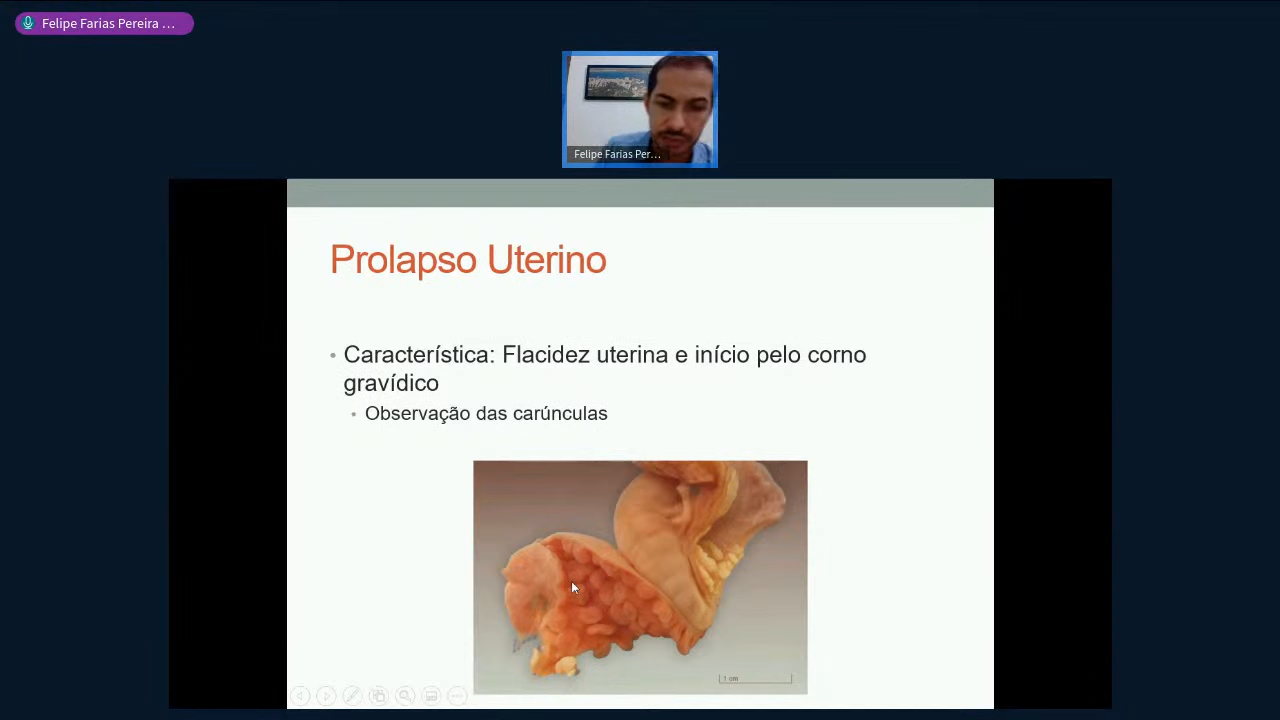 Felipe Farias Pereira ...
Felipe Farias Per...
Prolapso Uterino
• Característica: Flacidez uterina e início pelo corno
gravídico
• Observação das carúnculas
1 cm